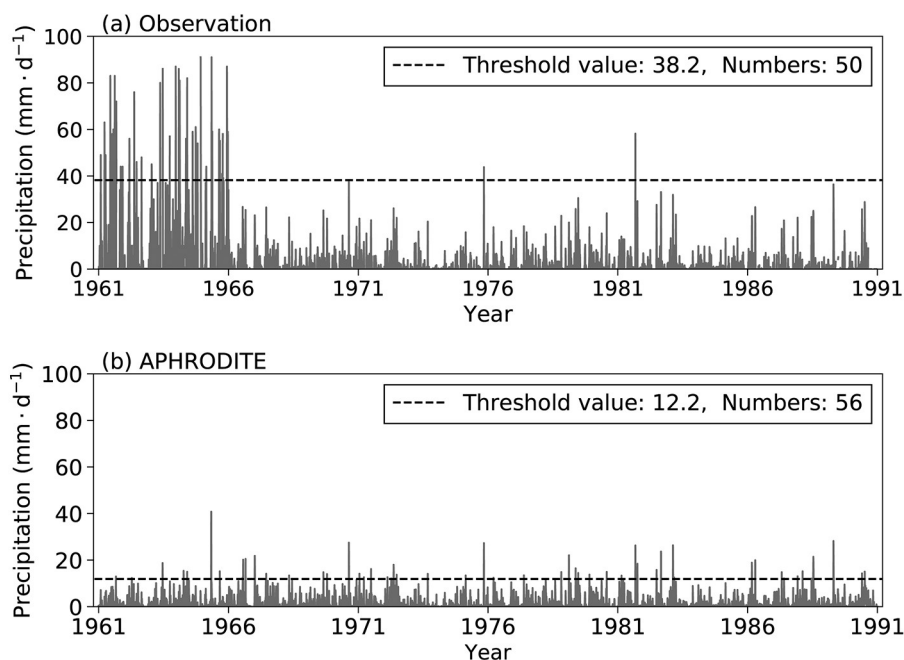 (a) Observation
Precipitation (mm · d⁻¹)
100
80
60
40
20
0
Threshold value: 38.2, Numbers: 50
1961 1966 1971 1976 1981 1986 1991
Year
(b) APHRODITE
Precipitation (mm · d⁻¹)
100
80
60
40
20
0
Threshold value: 12.2, Numbers: 56
1961 1966 1971 1976 1981 1986 1991
Year